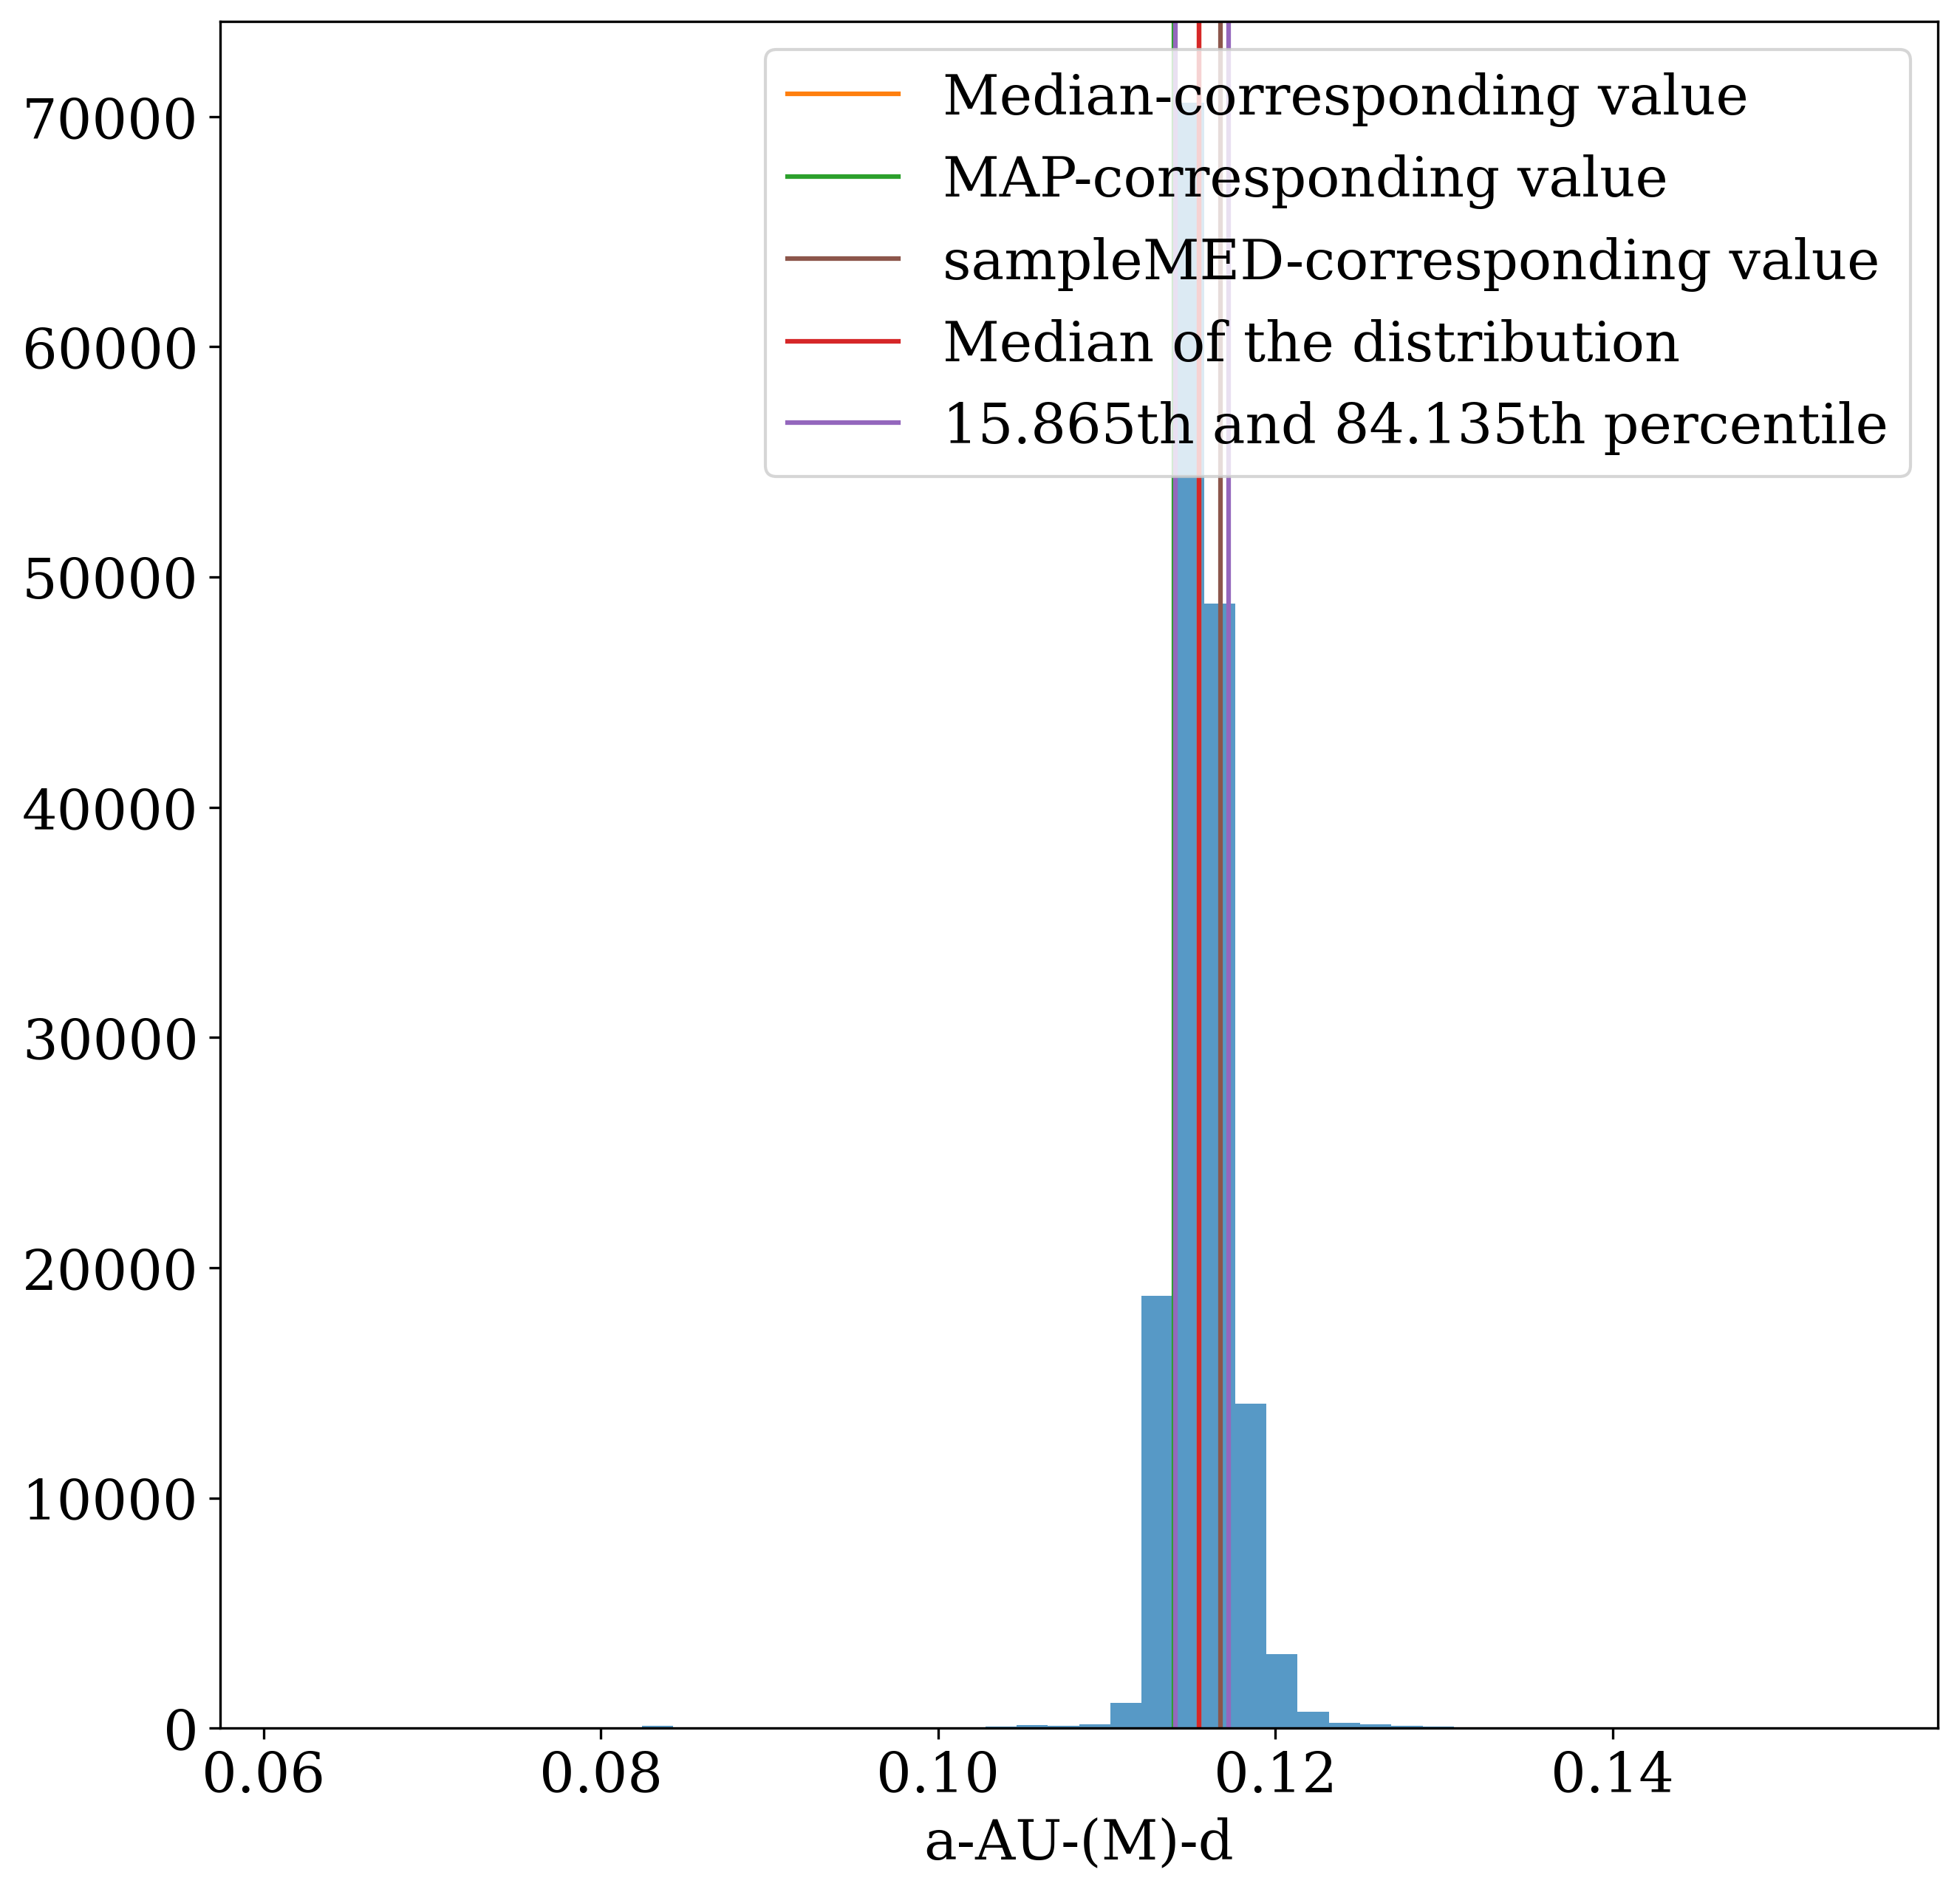 Median-corresponding value
MAP-corresponding value
sampleMED-corresponding value
Median of the distribution
15.865th and 84.135th percentile
70000
60000
50000
40000
30000
20000
10000
0
0.06 0.08 0.10 0.12 0.14
a-AU-(M)-d